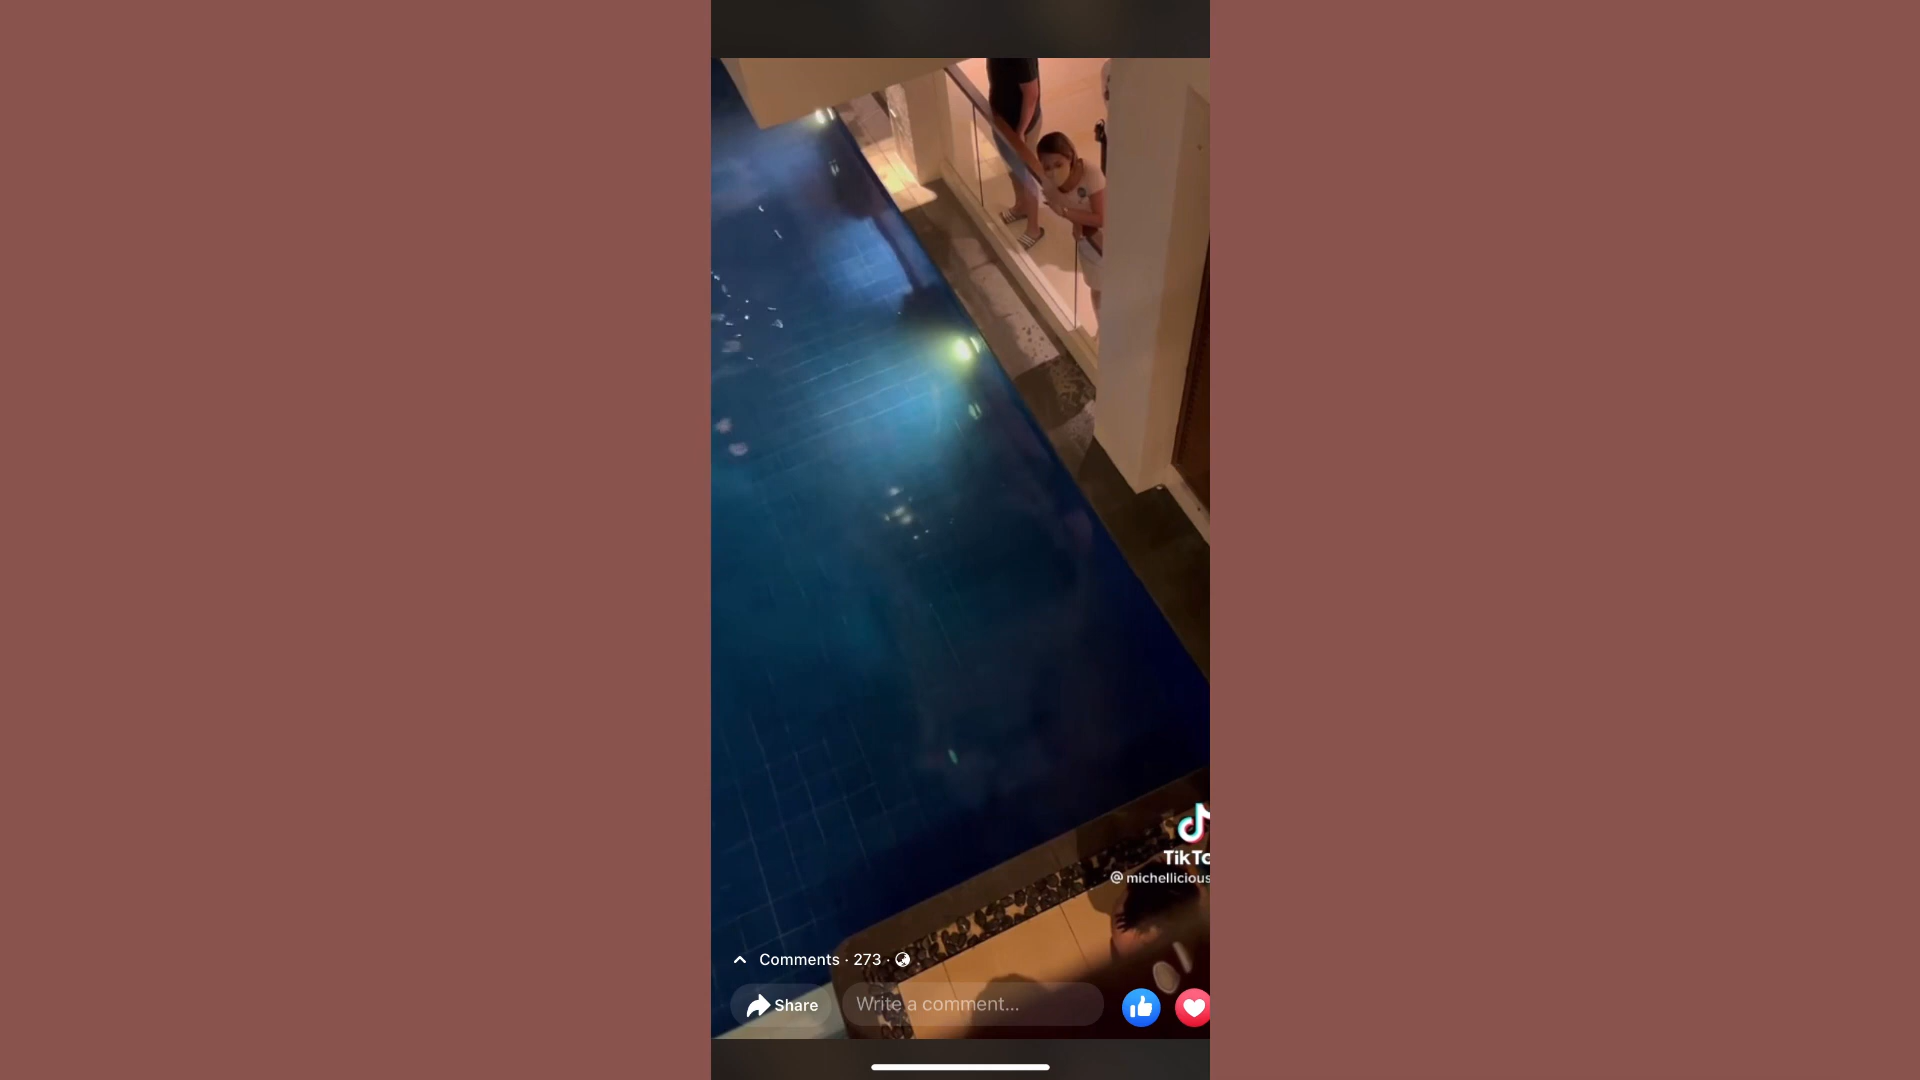 TikTo
@michellicious
Comments · 273 ·
Share
Write a comment...